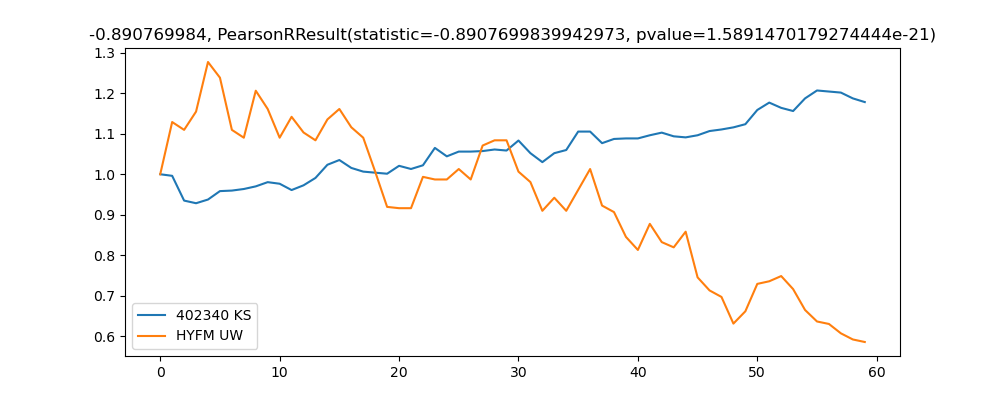 -0.890769984, PearsonRResult(statistic=-0.8907699839942973, pvalue=1.5891470179274444e-21)
1.3
1.2
1.1
1.0
0.9
0.8
0.7
0.6
402340 KS
HYFM UW
0 10 20 30 40 50 60